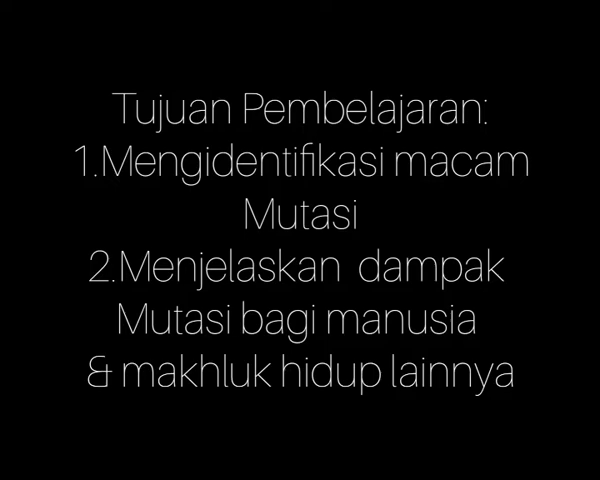 Tujuan Pembelajaran:
1.Mengidentifikasi macam
Mutasi
2.Menjelaskan dampak
Mutasi bagi manusia
& makhluk hidup lainnya